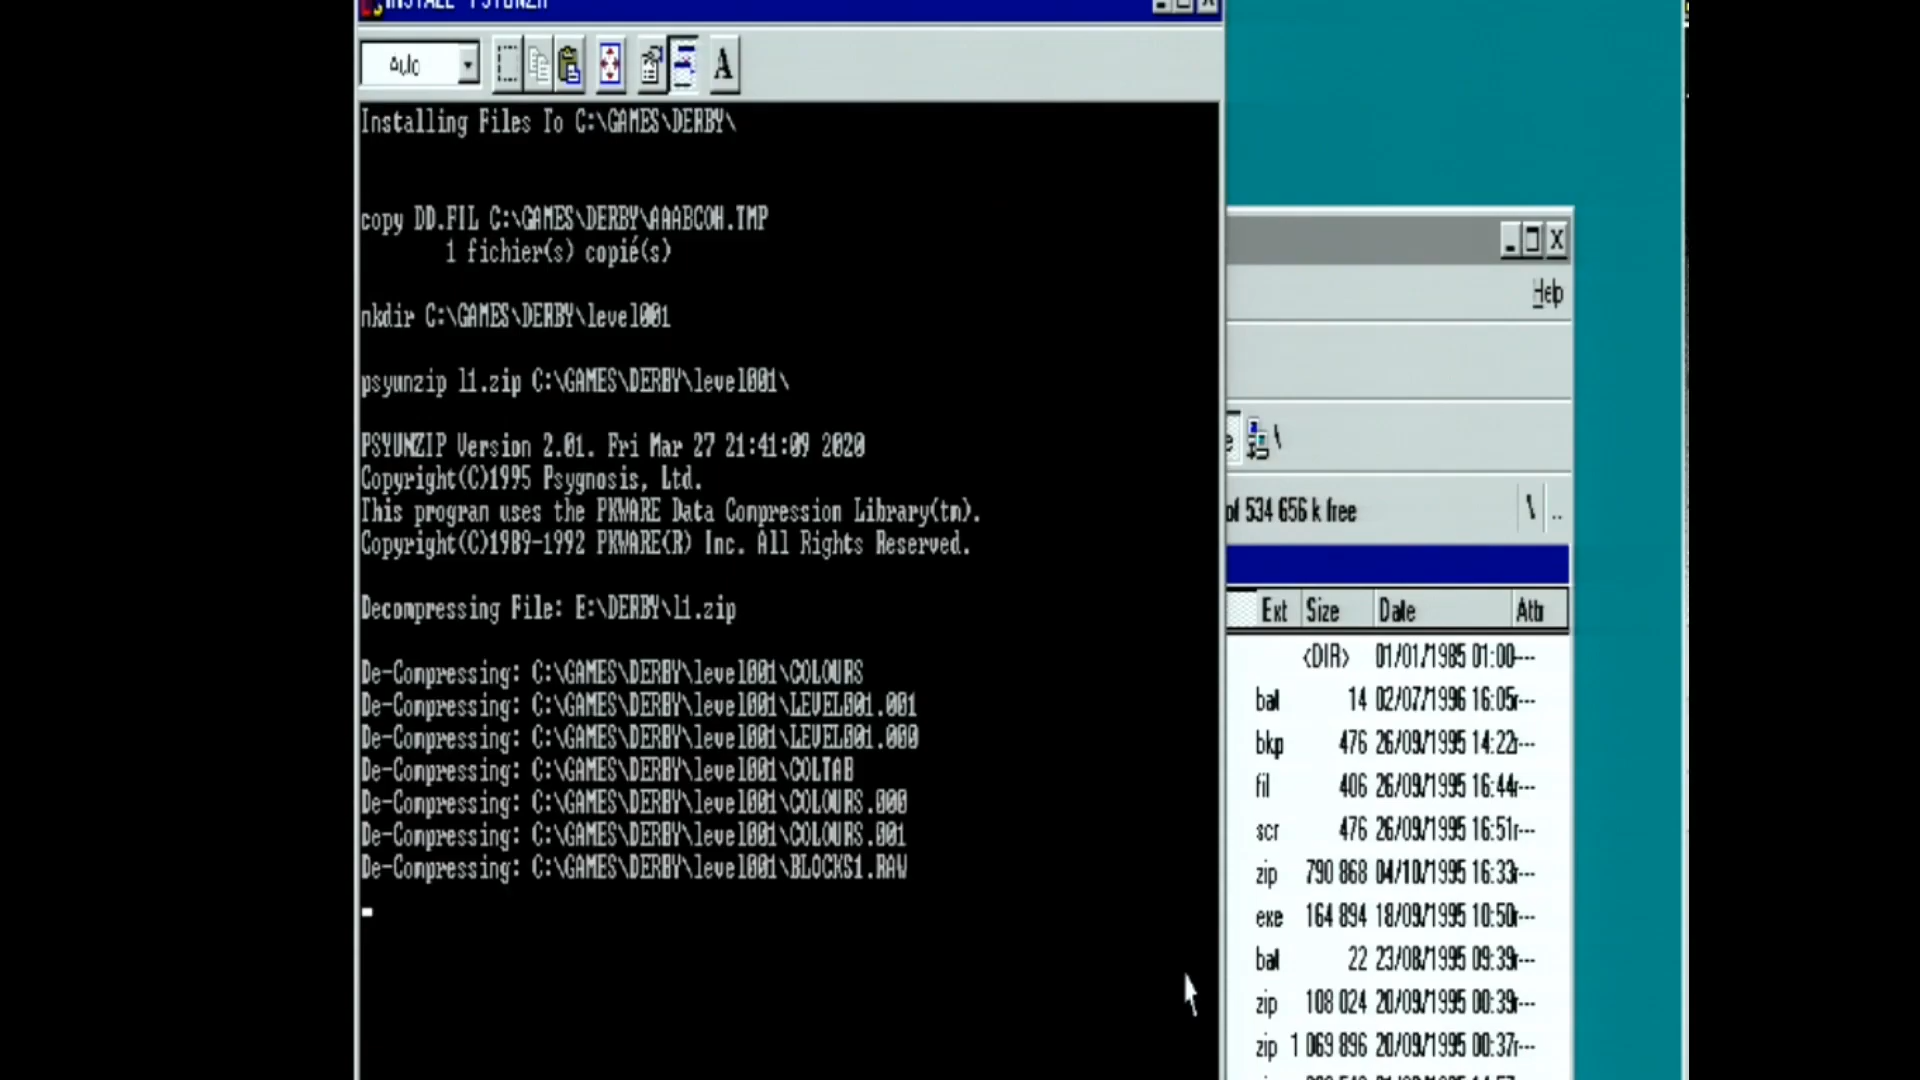 INSTALL - PSYUNZIP
Auto
A
Installing Files To C:\GAMES\DERBY\
copy DD.FIL C:\GAMES\DERBY\AAABCOH.TMP
1 fichier(s) copié(s)
mkdir C:\GAMES\DERBY\level001
psyunzip l1.zip C:\GAMES\DERBY\level001\
PSYUNZIP Version 2.01. Fri Mar 27 21:41:09 2020
Copyright(C)1995 Psygnosis, Ltd.
This program uses the PKWARE Data Compression Library(tm).
Copyright(C)1989-1992 PKWARE(R) Inc. All Rights Reserved.
Decompressing File: E:\DERBY\l1.zip
De-Compressing: C:\GAMES\DERBY\level001\COLOURS
De-Compressing: C:\GAMES\DERBY\level001\LEVEL001.001
De-Compressing: C:\GAMES\DERBY\level001\LEVEL001.000
De-Compressing: C:\GAMES\DERBY\level001\COLTAB
De-Compressing: C:\GAMES\DERBY\level001\COLOURS.000
De-Compressing: C:\GAMES\DERBY\level001\COLOURS.001
De-Compressing: C:\GAMES\DERBY\level001\BLOCKS1.RAW
Help
\
of 534 656 k free \ ..
Ext Size Date Attr
<DIR> 01/01/1985 01:00 ---
bat 14 02/07/1996 16:05 r---
bkp 476 26/09/1995 14:22 r---
fil 406 26/09/1995 16:44 r---
scr 476 26/09/1995 16:51 r---
zip 790 868 04/10/1995 16:33 r---
exe 164 894 18/09/1995 10:50 r---
bat 22 23/08/1995 09:39 r---
zip 108 024 20/09/1995 00:39 r---
zip 1 069 896 20/09/1995 00:37 r---